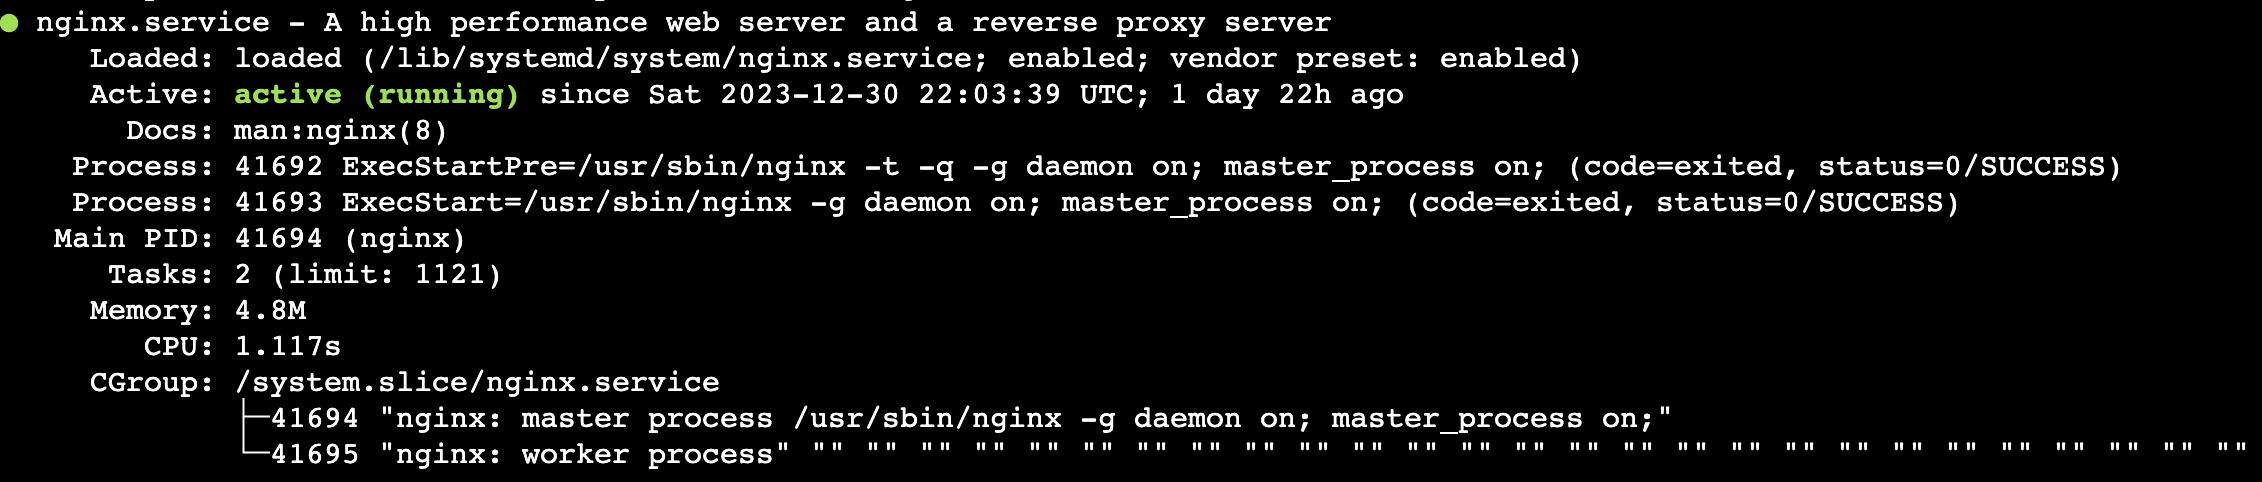 ● nginx.service - A high performance web server and a reverse proxy server
Loaded: loaded (/lib/systemd/system/nginx.service; enabled; vendor preset: enabled)
Active: active (running) since Sat 2023-12-30 22:03:39 UTC; 1 day 22h ago
Docs: man:nginx(8)
Process: 41692 ExecStartPre=/usr/sbin/nginx -t -q -g daemon on; master_process on; (code=exited, status=0/SUCCESS)
Process: 41693 ExecStart=/usr/sbin/nginx -g daemon on; master_process on; (code=exited, status=0/SUCCESS)
Main PID: 41694 (nginx)
Tasks: 2 (limit: 1121)
Memory: 4.8M
CPU: 1.117s
CGroup: /system.slice/nginx.service
├─41694 "nginx: master process /usr/sbin/nginx -g daemon on; master_process on;"
└─41695 "nginx: worker process" "" "" "" "" "" "" "" "" "" "" "" "" "" "" "" "" "" "" "" "" "" "" "" "" "" "" ""